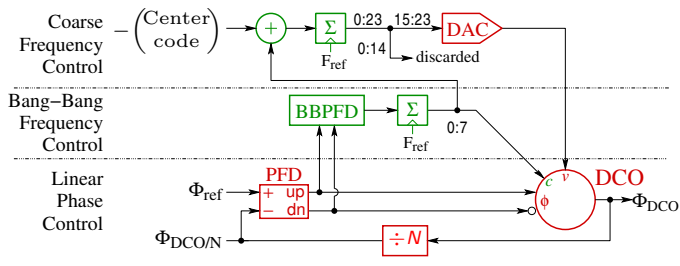 Coarse
Frequency
Control
− (Center code)
+
Σ
F_ref
0:23
15:23
0:14
discarded
DAC
Bang−Bang
Frequency
Control
BBPFD
Σ
F_ref
0:7
Linear
Phase
Control
Φ_ref
PFD
+ up
− dn
c
v
ϕ
DCO
Φ_DCO
Φ_DCO/N
÷N